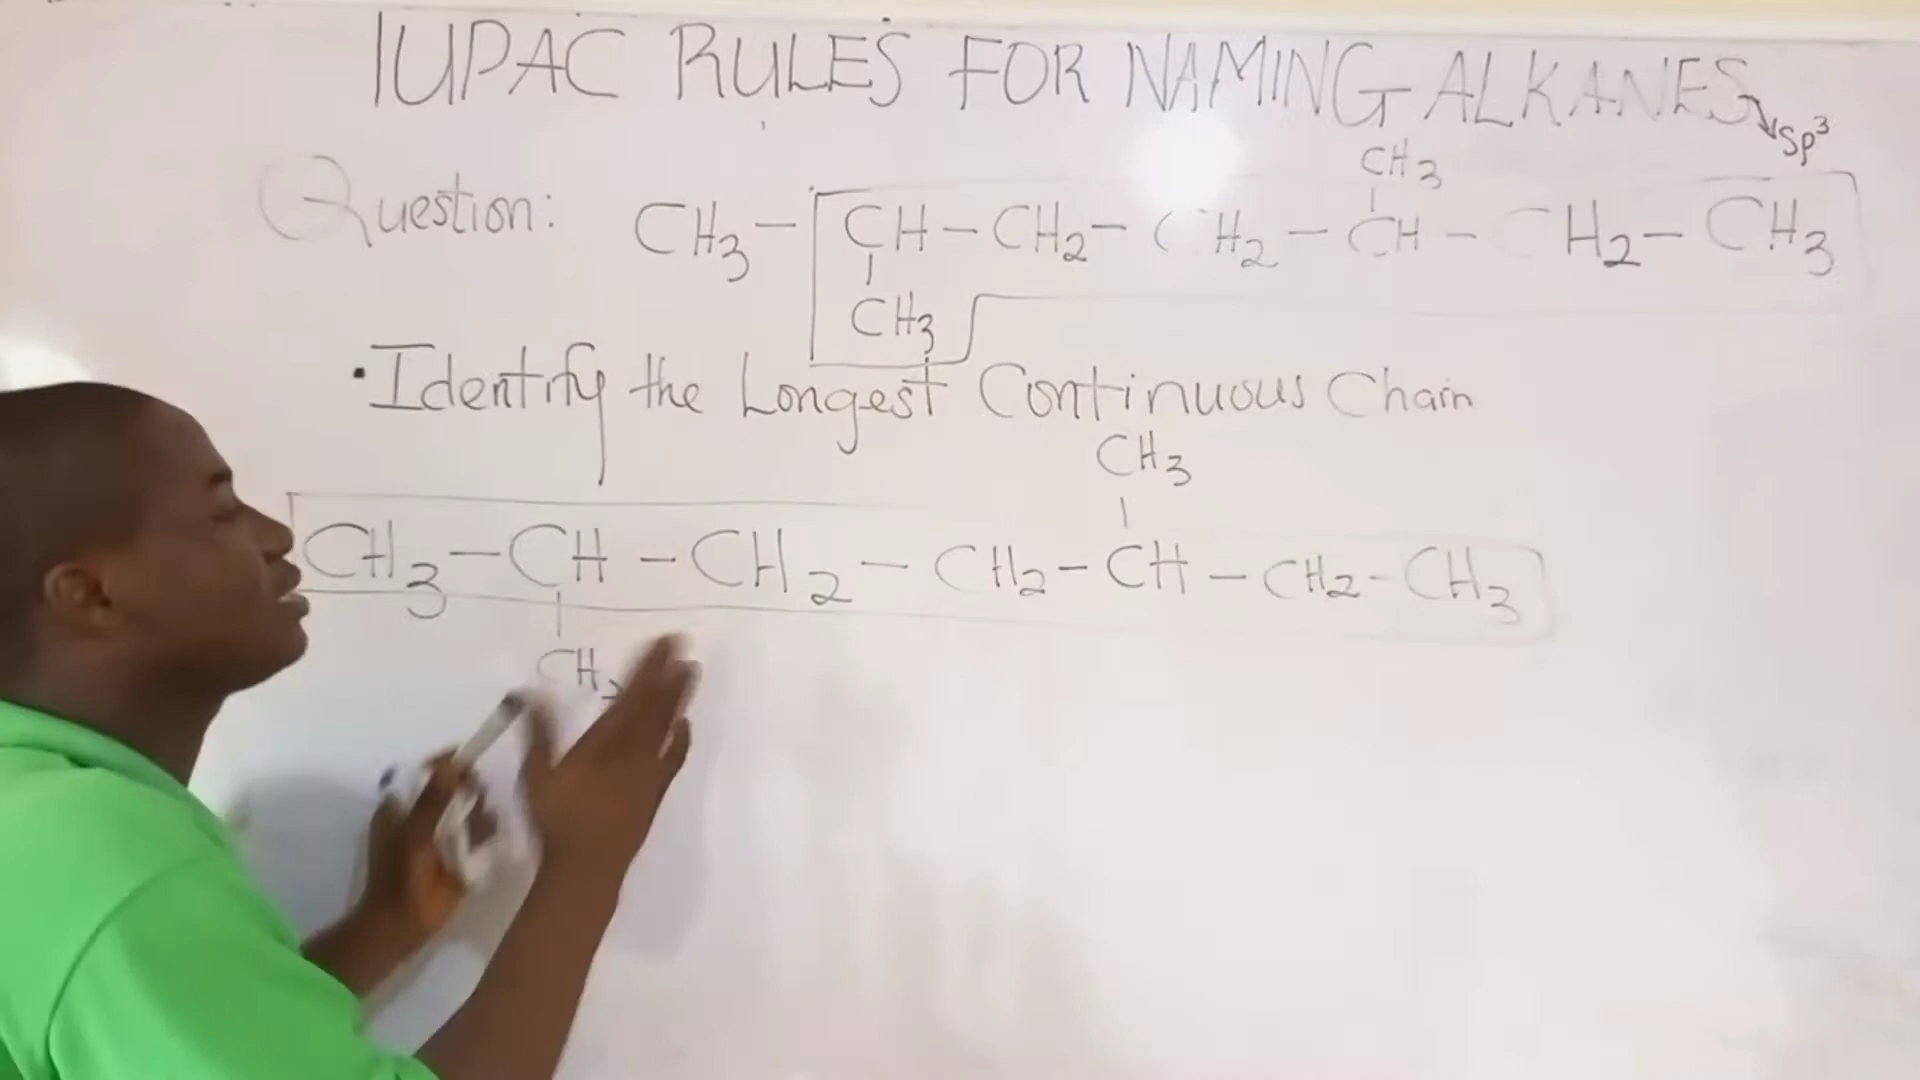 IUPAC RULES FOR NAMING ALKANES
Sp³
CH3
Question: CH3 - CH - CH2 - CH2 - CH - CH2 - CH3
CH3
• Identify the Longest Continuous Chain
CH3
CH3 - CH - CH2 - CH2 - CH - CH2 - CH3
CH3